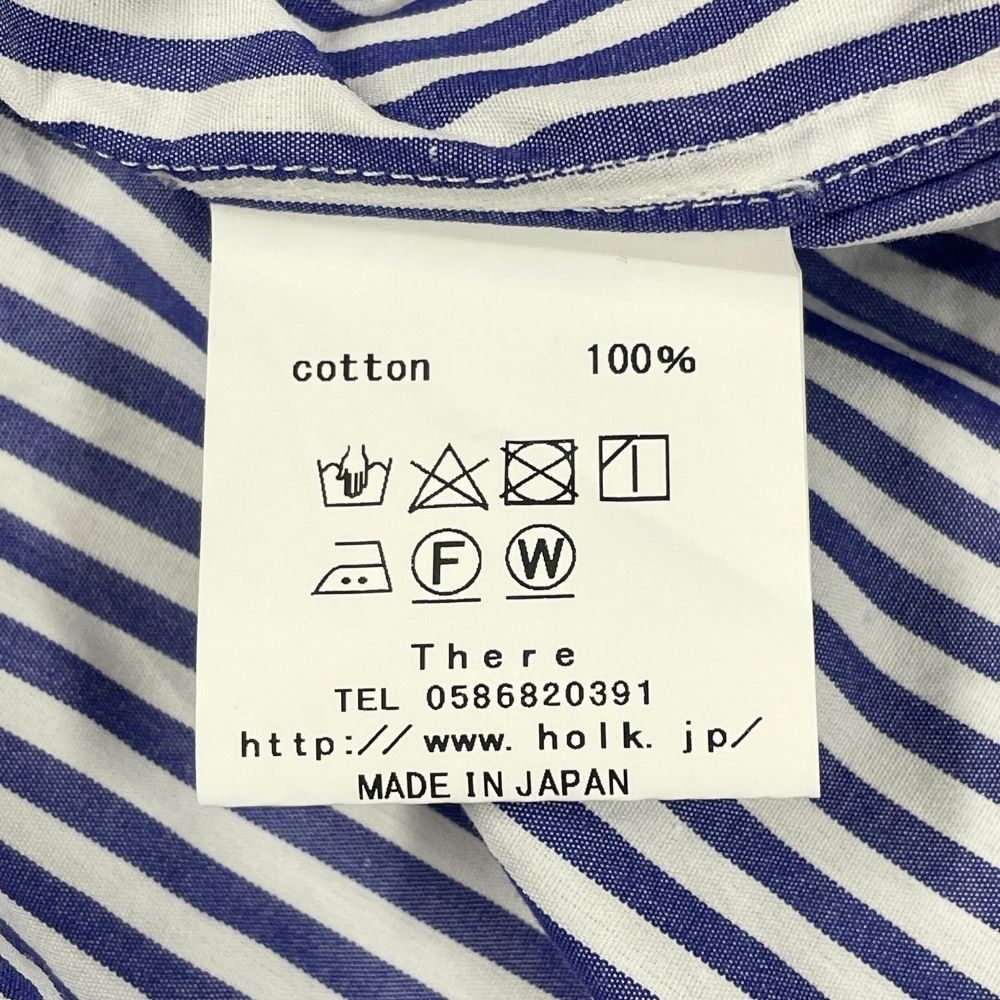 cotton 100%
F W
There
TEL 0586820391
http://www.holk.jp/
MADE IN JAPAN